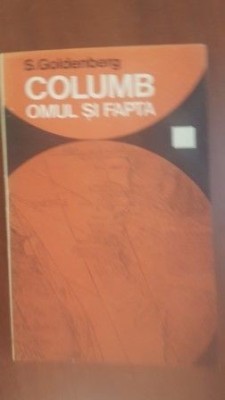 S. Goldenberg
COLUMB
OMUL ȘI FAPTA